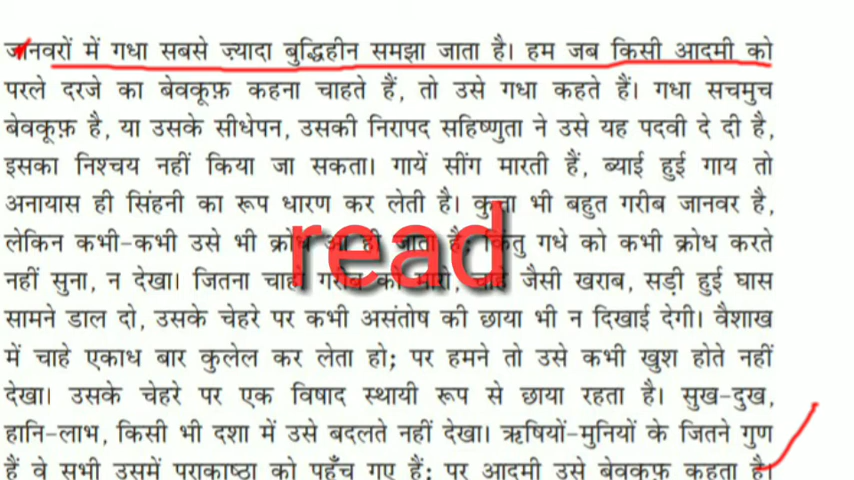 जानवरों में गधा सबसे ज़्यादा बुद्धिहीन समझा जाता है। हम जब किसी आदमी को
परले दरजे का बेवकूफ़ कहना चाहते हैं, तो उसे गधा कहते हैं। गधा सचमुच
बेवकूफ़ है, या उसके सीधेपन, उसकी निरापद सहिष्णुता ने उसे यह पदवी दे दी है,
इसका निश्चय नहीं किया जा सकता। गायें सींग मारती हैं, ब्याई हुई गाय तो
अनायास ही सिंहनी का रूप धारण कर लेती है। कुत्ता भी बहुत गरीब जानवर है,
लेकिन कभी-कभी उसे भी क्रोध आ ही जाता है; किंतु गधे को कभी क्रोध करते
read
नहीं सुना, न देखा। जितना चाहो गरीब को मारो, चाहे जैसी खराब, सड़ी हुई घास
सामने डाल दो, उसके चेहरे पर कभी असंतोष की छाया भी न दिखाई देगी। वैशाख
में चाहे एकाध बार कुलेल कर लेता हो; पर हमने तो उसे कभी खुश होते नहीं
देखा। उसके चेहरे पर एक विषाद स्थायी रूप से छाया रहता है। सुख-दुख,
हानि-लाभ, किसी भी दशा में उसे बदलते नहीं देखा। ऋषियों-मुनियों के जितने गुण
हैं वे सभी उसमें पराकाष्ठा को पहुँच गए हैं; पर आदमी उसे बेवकूफ़ कहता है।